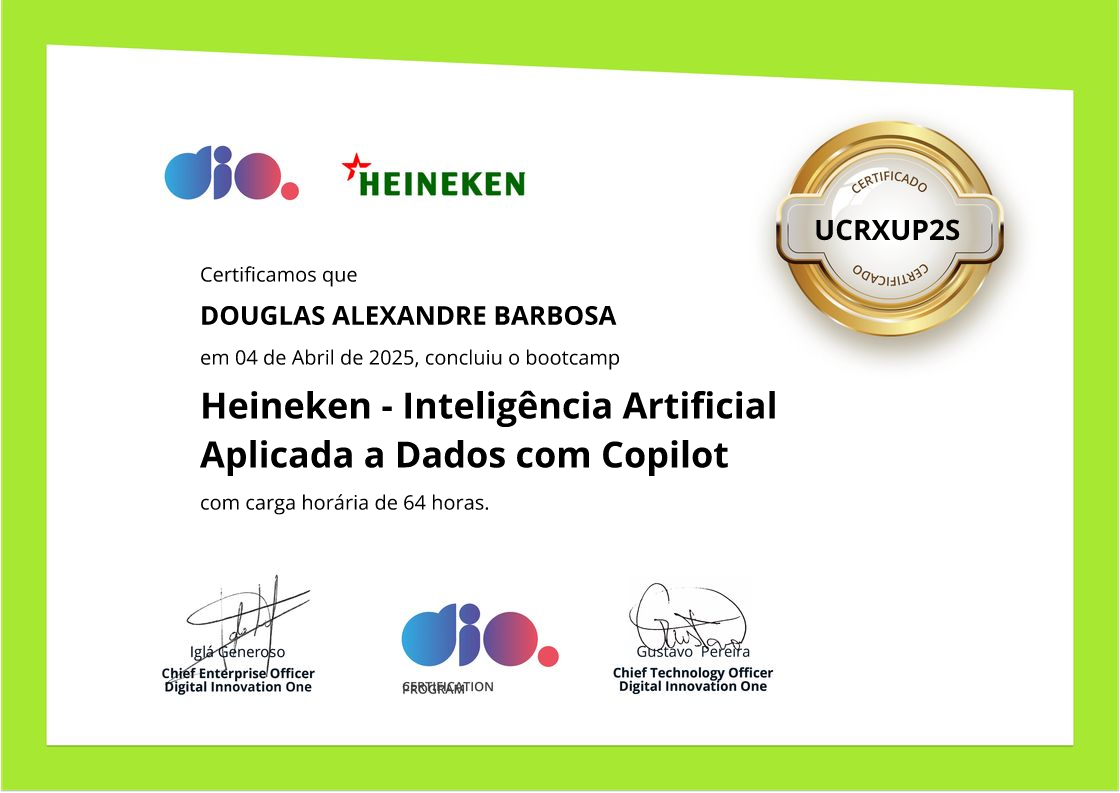 dio.
HEINEKEN
CERTIFICADO
UCRXUP2S
CERTIFICADO
Certificamos que
DOUGLAS ALEXANDRE BARBOSA
em 04 de Abril de 2025, concluiu o bootcamp
Heineken - Inteligência Artificial
Aplicada a Dados com Copilot
com carga horária de 64 horas.
Iglá Generoso
Chief Enterprise Officer
Digital Innovation One
dio.
CERTIFICATION
PROGRAM
Gustavo
Gustavo Pereira
Chief Technology Officer
Digital Innovation One